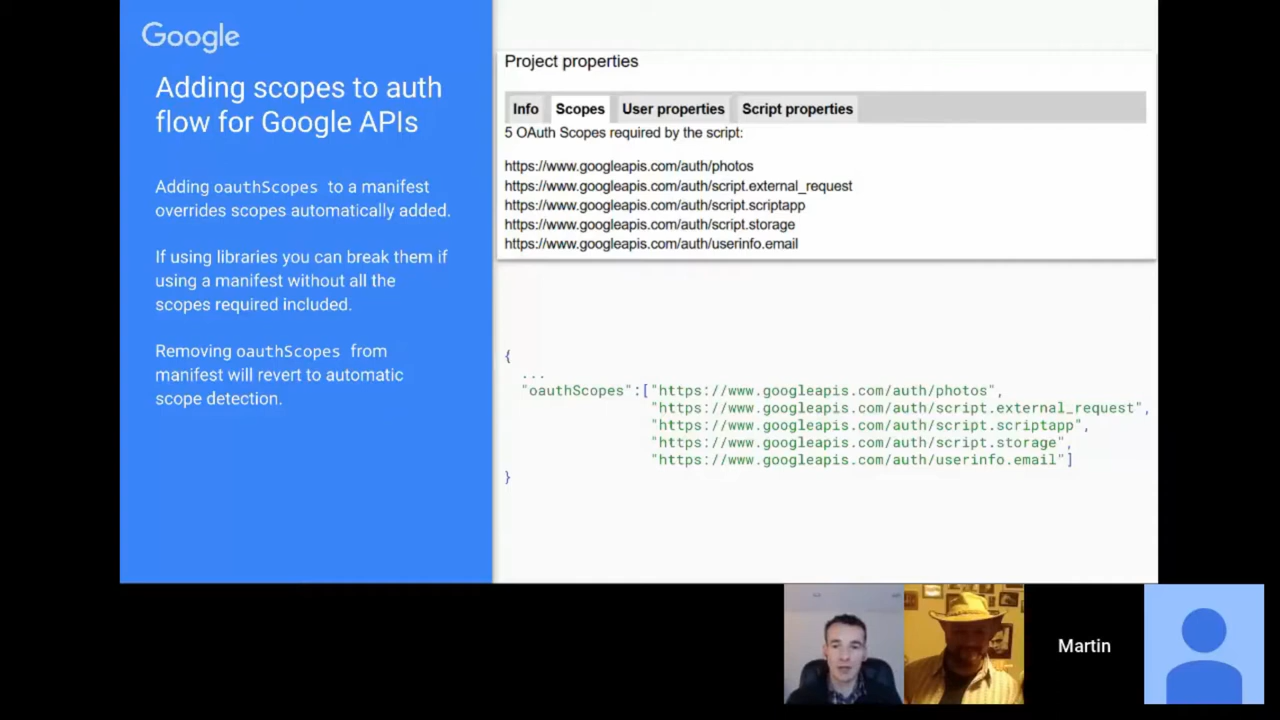 Google
Adding scopes to auth
flow for Google APIs
Adding oauthScopes to a manifest
overrides scopes automatically added.
If using libraries you can break them if
using a manifest without all the
scopes required included.
Removing oauthScopes from
manifest will revert to automatic
scope detection.
Project properties
Info Scopes User properties Script properties
5 OAuth Scopes required by the script:
https://www.googleapis.com/auth/photos
https://www.googleapis.com/auth/script.external_request
https://www.googleapis.com/auth/script.scriptapp
https://www.googleapis.com/auth/script.storage
https://www.googleapis.com/auth/userinfo.email
{
...
"oauthScopes":["https://www.googleapis.com/auth/photos",
"https://www.googleapis.com/auth/script.external_request",
"https://www.googleapis.com/auth/script.scriptapp",
"https://www.googleapis.com/auth/script.storage",
"https://www.googleapis.com/auth/userinfo.email"]
}
Martin